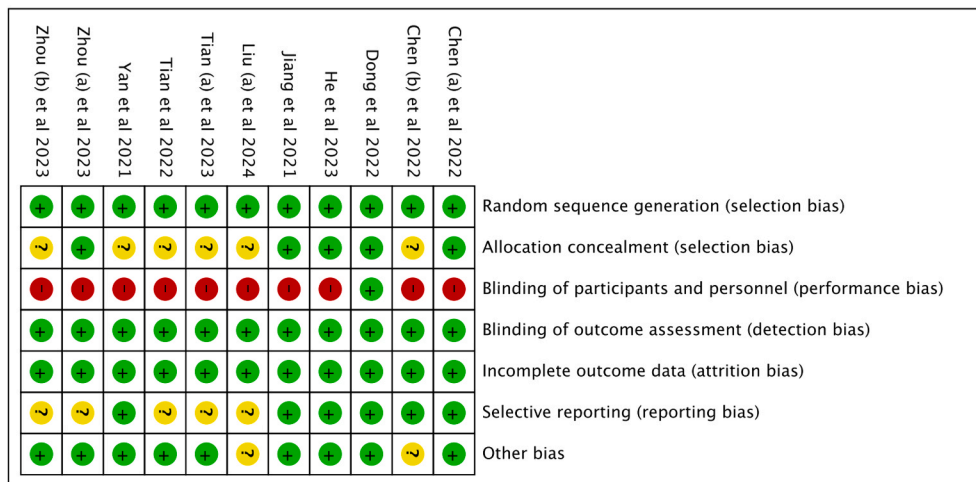 Zhou (b) et al 2023
Zhou (a) et al 2023
Yan et al 2021
Tian et al 2022
Tian (a) et al 2023
Liu (a) et al 2024
Jiang et al 2021
He et al 2023
Dong et al 2022
Chen (b) et al 2022
Chen (a) et al 2022
+ + + + + + + + + + + Random sequence generation (selection bias)
? + ? ? ? ? + + + ? + Allocation concealment (selection bias)
– – – – – – – – + – – Blinding of participants and personnel (performance bias)
+ + + + + + + + + + + Blinding of outcome assessment (detection bias)
+ + + + + + + + + + + Incomplete outcome data (attrition bias)
? ? + ? ? ? + + + + + Selective reporting (reporting bias)
+ + + + + ? + + + ? + Other bias